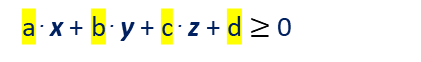 a· x + b· y + c· z + d ≥ 0